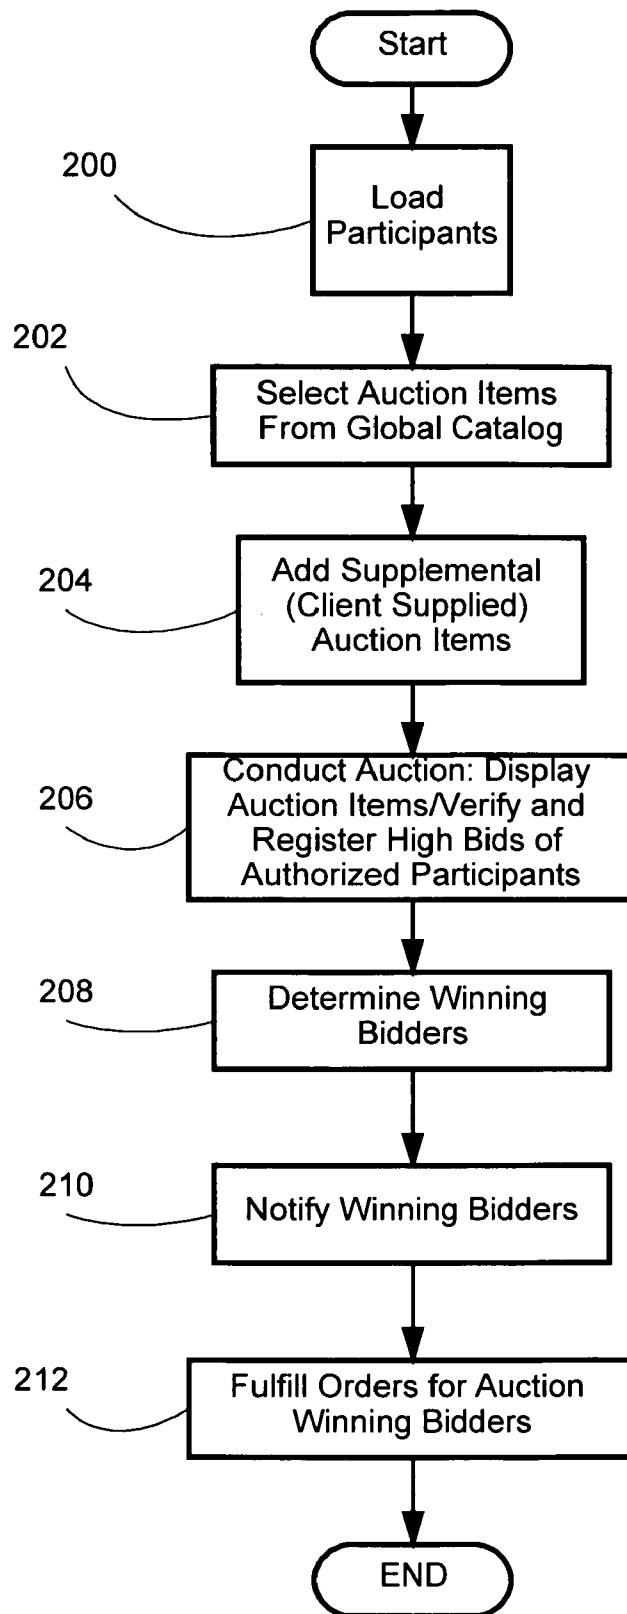 Start
200
Load
Participants
202
Select Auction Items
From Global Catalog
204
Add Supplemental
(Client Supplied)
Auction Items
206
Conduct Auction: Display
Auction Items/Verify and
Register High Bids of
Authorized Participants
208
Determine Winning
Bidders
210
Notify Winning Bidders
212
Fulfill Orders for Auction
Winning Bidders
END